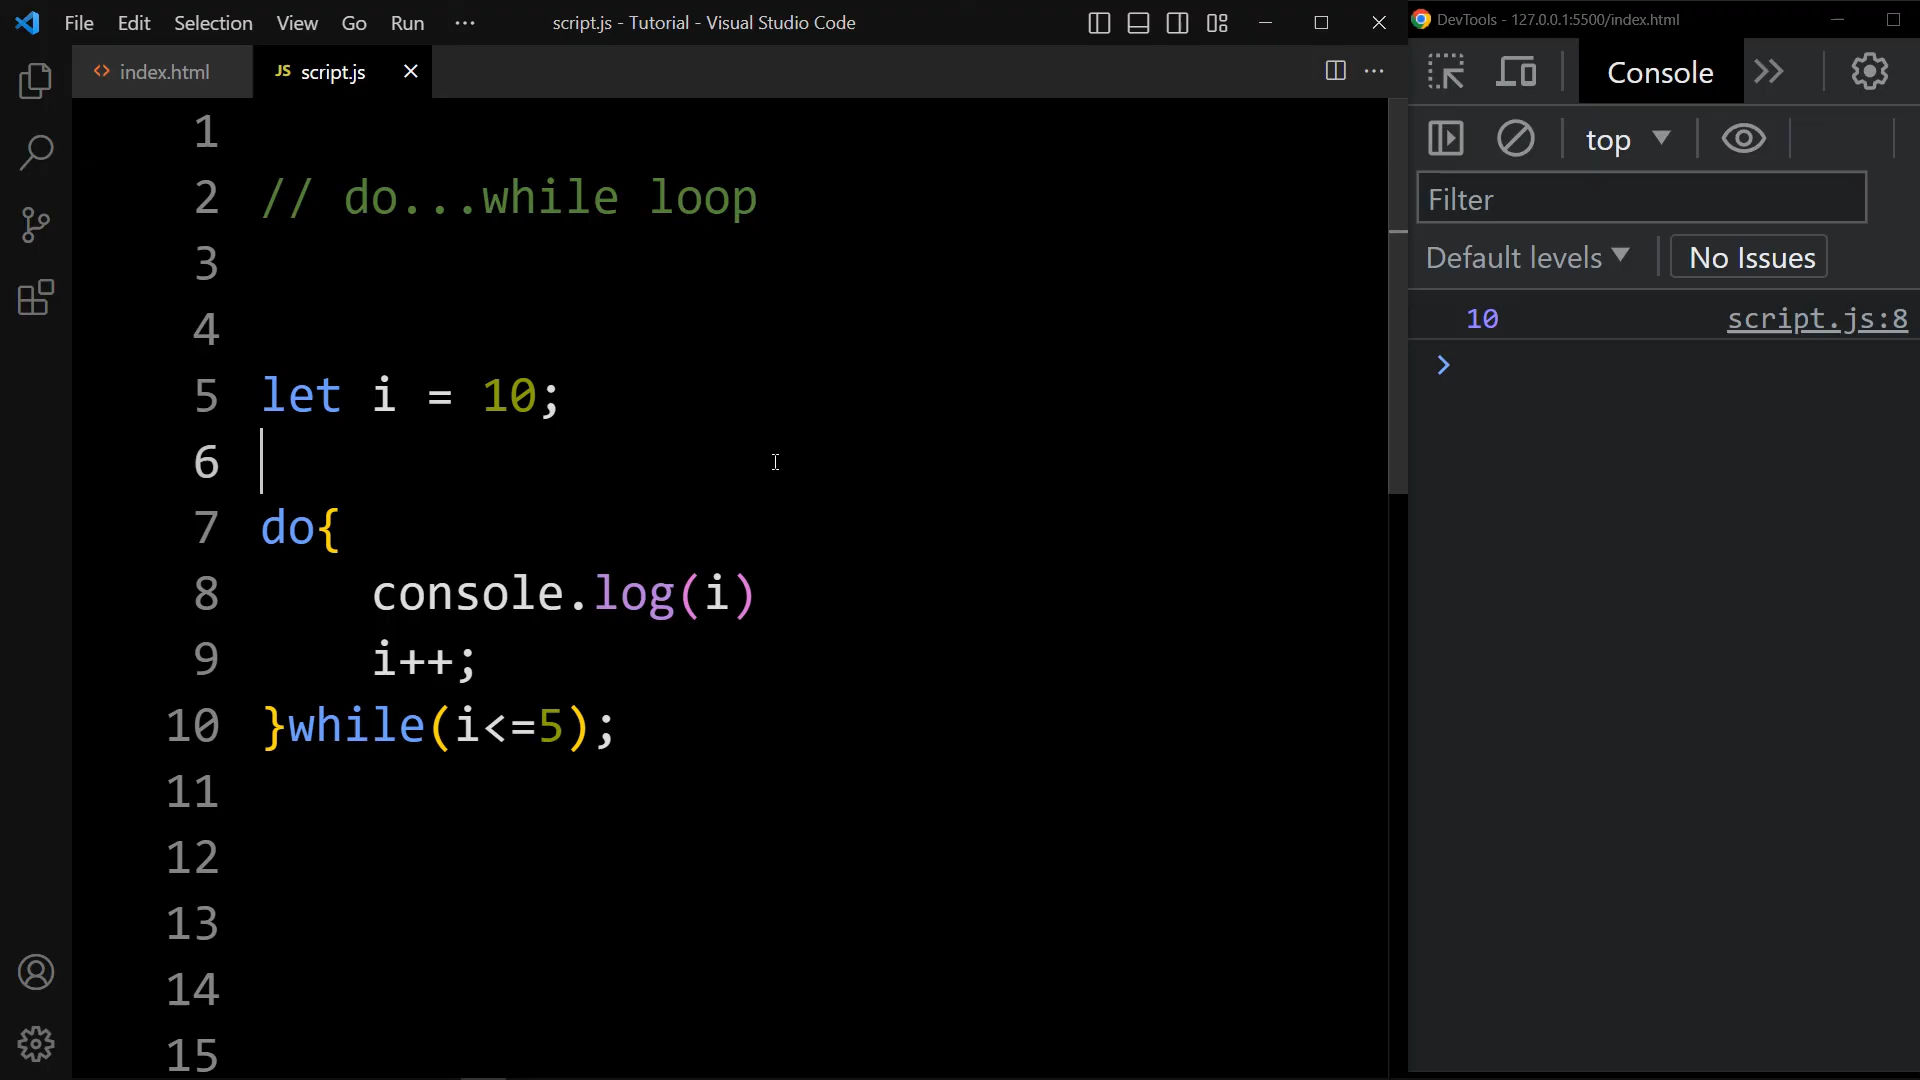 File Edit Selection View Go Run ··· script.js - Tutorial - Visual Studio Code
index.html JS script.js
1
2 // do...while loop
3
4
5 let i = 10;
6
7 do{
8 console.log(i)
9 i++;
10 }while(i<=5);
11
12
13
14
15
DevTools - 127.0.0.1:5500/index.html
Console
top
Filter
Default levels No Issues
10 script.js:8